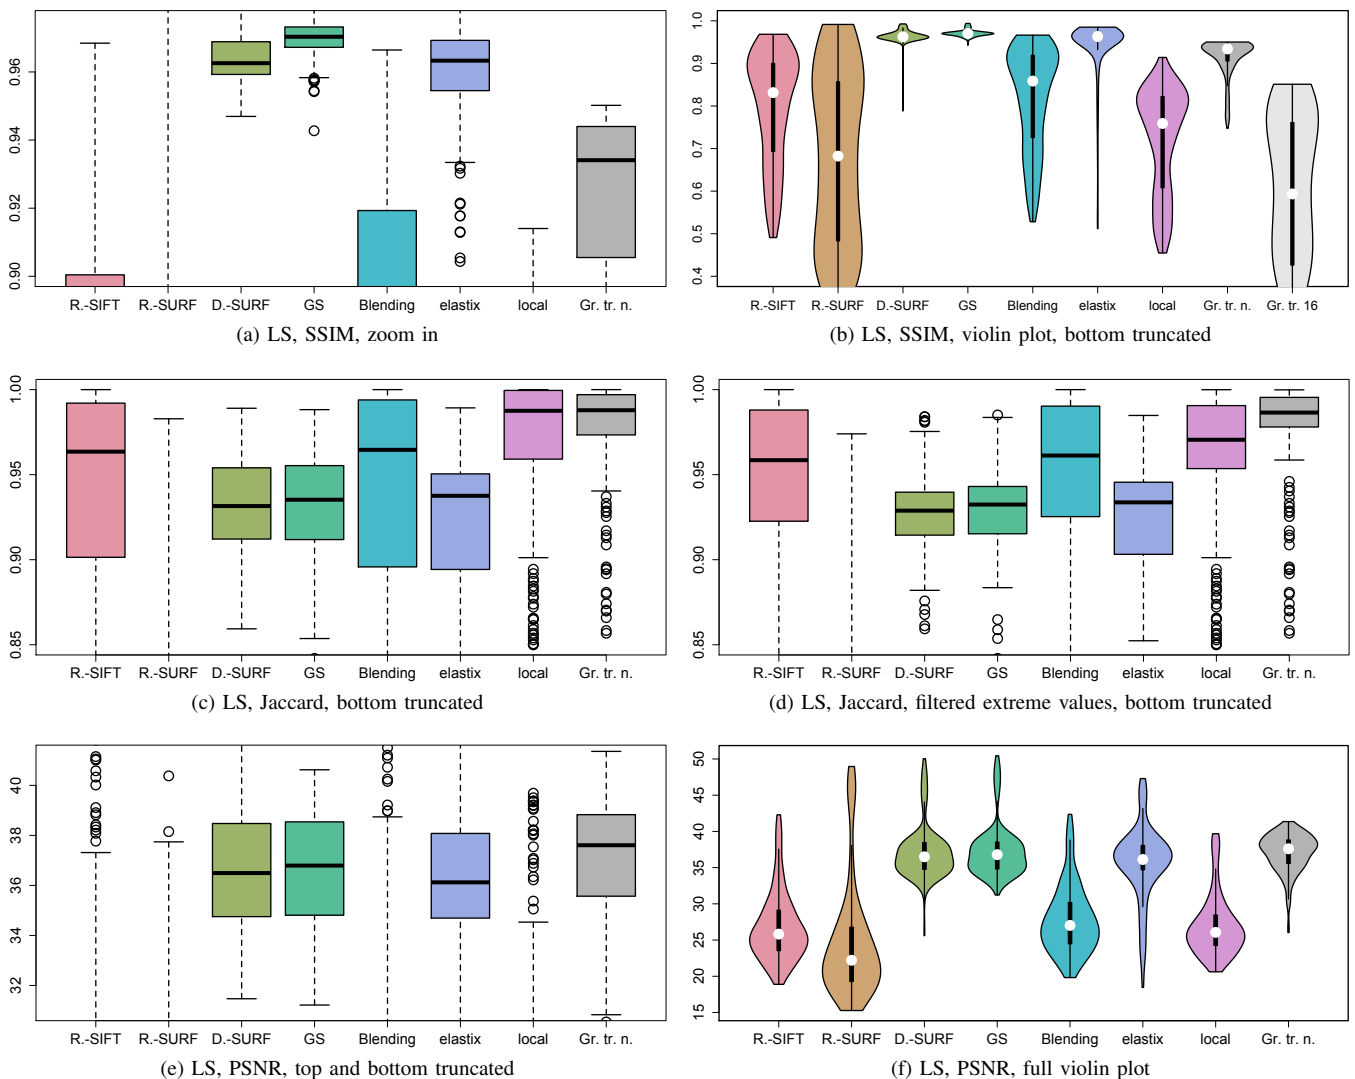 0.90 0.92 0.94 0.96
R.-SIFT R.-SURF D.-SURF GS Blending elastix local Gr. tr. n.
(a) LS, SSIM, zoom in
0.4 0.5 0.6 0.7 0.8 0.9 1.0
R.-SIFT R.-SURF D.-SURF GS Blending elastix local Gr. tr. n. Gr. tr. 16
(b) LS, SSIM, violin plot, bottom truncated
0.85 0.90 0.95 1.00
R.-SIFT R.-SURF D.-SURF GS Blending elastix local Gr. tr. n.
(c) LS, Jaccard, bottom truncated
0.85 0.90 0.95 1.00
R.-SIFT R.-SURF D.-SURF GS Blending elastix local Gr. tr. n.
(d) LS, Jaccard, filtered extreme values, bottom truncated
32 34 36 38 40
R.-SIFT R.-SURF D.-SURF GS Blending elastix local Gr. tr. n.
(e) LS, PSNR, top and bottom truncated
15 20 25 30 35 40 45 50
R.-SIFT R.-SURF D.-SURF GS Blending elastix local Gr. tr. n.
(f) LS, PSNR, full violin plot